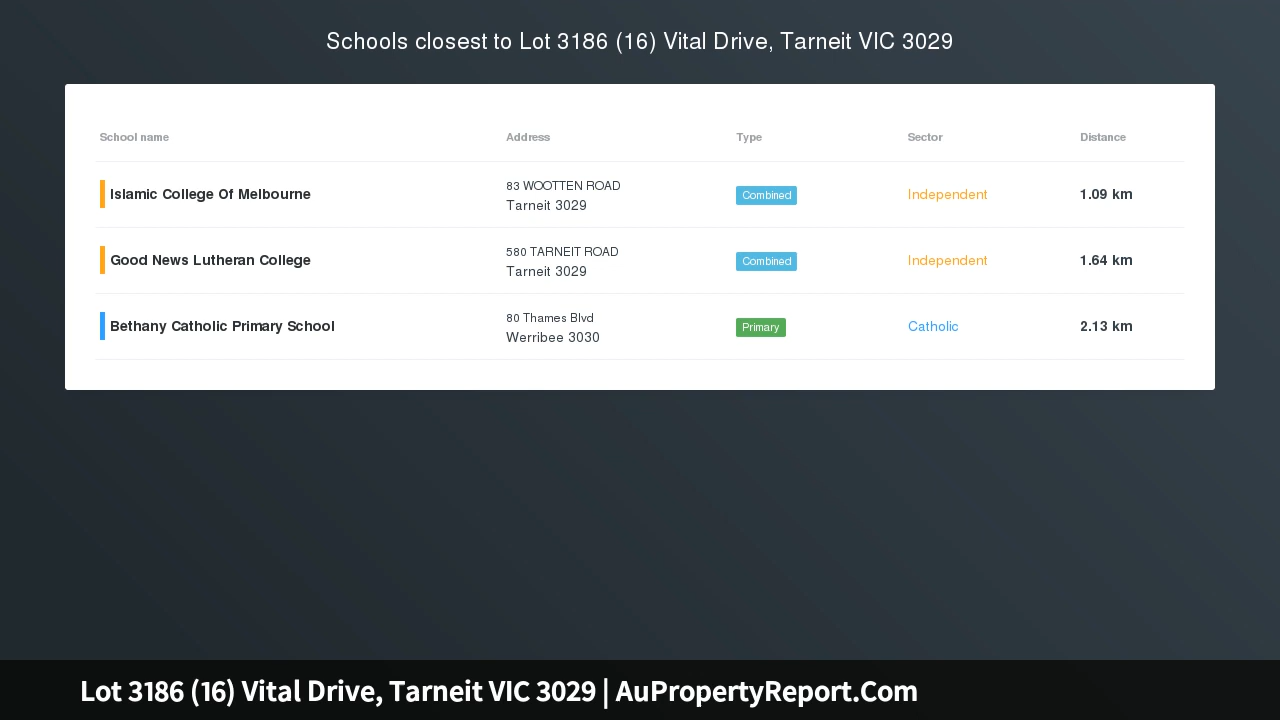 Schools closest to Lot 3186 (16) Vital Drive, Tarneit VIC 3029
School name Address Type Sector Distance
Islamic College Of Melbourne 83 WOOTTEN ROAD Combined Independent 1.09 km
Tarneit 3029
Good News Lutheran College 580 TARNEIT ROAD Combined Independent 1.64 km
Tarneit 3029
Bethany Catholic Primary School 80 Thames Blvd Primary Catholic 2.13 km
Werribee 3030
Lot 3186 (16) Vital Drive, Tarneit VIC 3029 | AuPropertyReport.Com